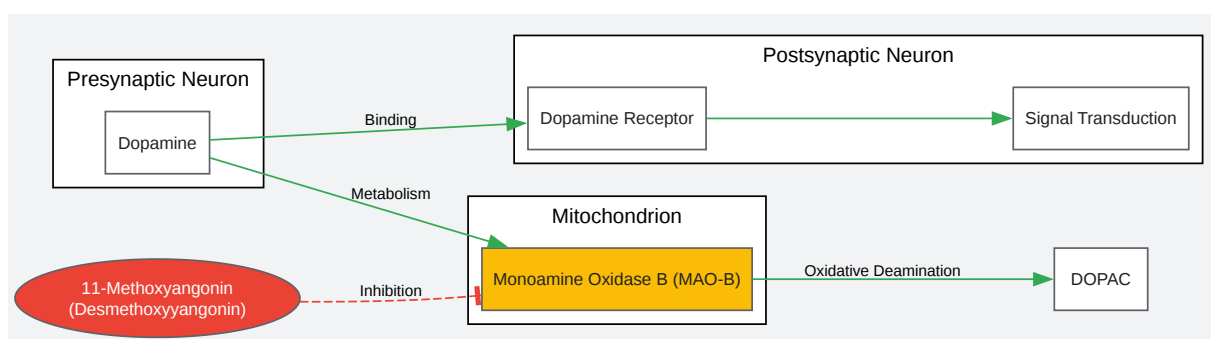 Presynaptic Neuron
Dopamine
Binding
Metabolism
Postsynaptic Neuron
Dopamine Receptor
Signal Transduction
Mitochondrion
Monoamine Oxidase B (MAO-B)
Oxidative Deamination
DOPAC
11-Methoxyangonin
(Desmethoxyyangonin)
Inhibition